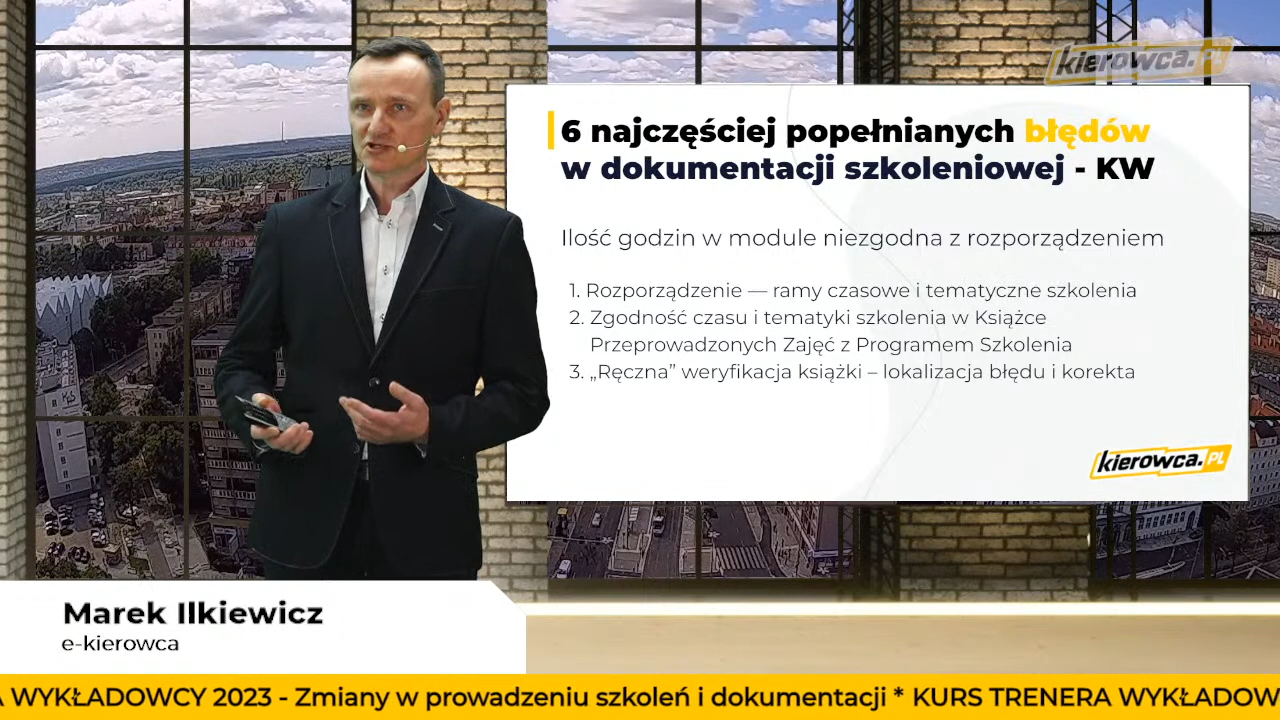 kierowca.PL
6 najczęściej popełnianych błędów
w dokumentacji szkoleniowej - KW
Ilość godzin w module niezgodna z rozporządzeniem
1. Rozporządzenie — ramy czasowe i tematyczne szkolenia
2. Zgodność czasu i tematyki szkolenia w Książce
Przeprowadzonych Zajęć z Programem Szkolenia
3. „Ręczna” weryfikacja książki – lokalizacja błędu i korekta
kierowca.PL
Marek Ilkiewicz
e-kierowca
A WYKŁADOWCY 2023 - Zmiany w prowadzeniu szkoleń i dokumentacji * KURS TRENERA WYKŁADOW